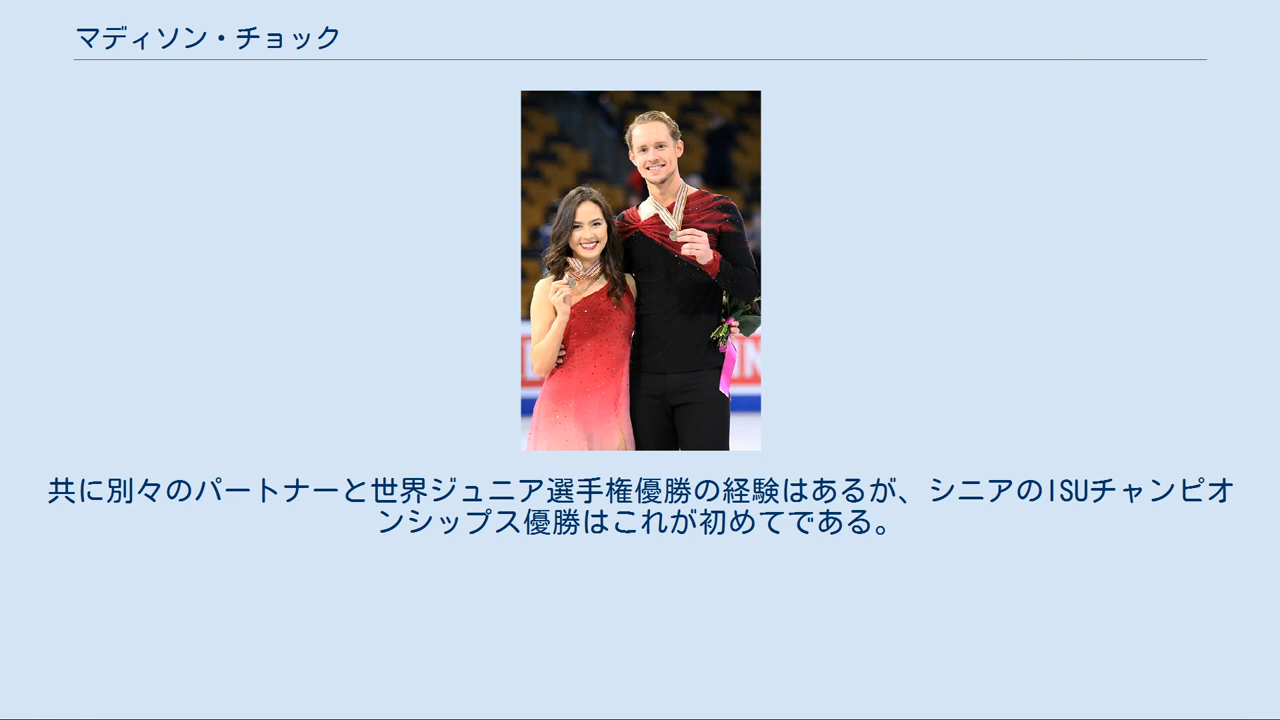 マディソン・チョック
共に別々のパートナーと世界ジュニア選手権優勝の経験はあるが、シニアのISUチャンピオ
ンシップス優勝はこれが初めてである。